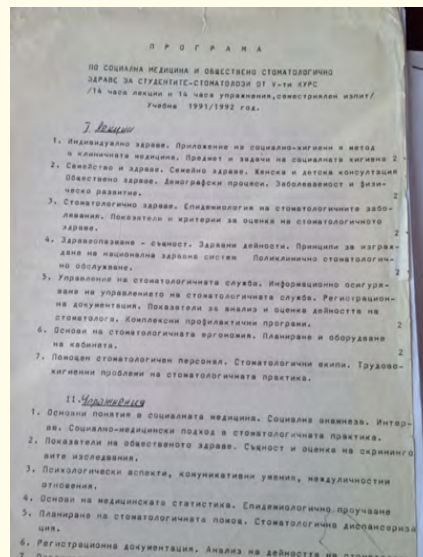 П Р О Г Р А М А
ПО СОЦИАЛНА МЕДИЦИНА И ОБЩЕСТВЕНО СТОМАТОЛОГИЧНО
ЗДРАВЕ ЗА СТУДЕНТИТЕ-СТОМАТОЛОЗИ ОТ V-ти КУРС
/14 часа лекции и 14 часа упражнения,семестриален изпит/
Учебна 1991/1992 год.
I. Лекции
1. Индивидуално здраве. Приложение на социално-хигиенния метод
в клиничната медицина. Предмет и задачи на социалната хигиена 2
2. Семейство и здраве. Семейно здраве. Женска и детска консултация
Обществено здраве. Демографски процеси. Заболеваемост и физи-
ческо развитие. 2
3. Стоматологично здраве. Епидемиология на стоматологичните забо-
лявания. Показатели и критерии за оценка на стоматологичното
здраве. 2
4. Здравеопазване - същност. Здравни дейности. Принципи за изграж-
дане на национална здравна систем Поликлинично стоматологич-
но обслужване. 2
5. Управление на стоматологичната служба. Информационно осигуря-
ване на управлението на стоматологичната служба. Регистрацион-
на документация. Показатели за анализ и оценка дейността на
стоматолога. Комплексни профилактични програми. 2
6. Основи на стоматологичната ергономия. Планиране и оборудване
на кабинета. 2
7. Помощен стоматологичен персонал. Стоматологични екипи. Трудово-
хигиенни проблеми на стоматологичната практика.
II. Упражнения
1. Основни понятие в социалната медицина. Социална анамнеза. Интер-
вю. Социално-медицински подход в стоматологичната практика.
2. Показатели на общественото здраве. Същност и оценка на скрининго
вите изследвания.
3. Психологически аспекти, комуникативни умения, междуличностни
отношения.
4. Основи на медицинската статистика. Епидемиологично проучване
5. Планиране на стоматологичната помощ. Стоматологична диспансериза
ция.
6. Регистрационна документация. Анализ на дейността на